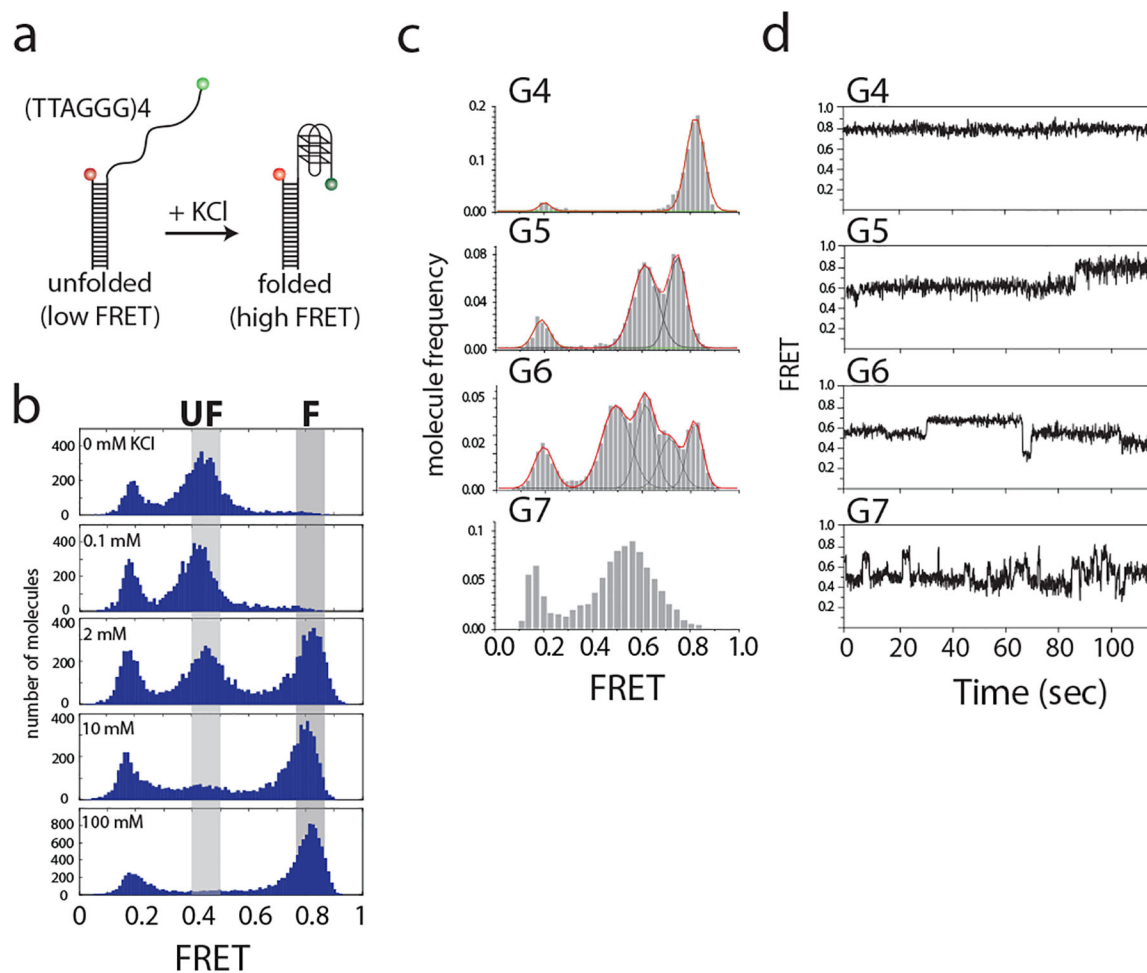 a
(TTAGGG)4
+ KCl
unfolded
(low FRET)
folded
(high FRET)
b
UF
F
0 mM KCl
400
200
0
0.1 mM
400
200
0
2 mM
400
200
0
10 mM
400
200
0
100 mM
800
600
400
200
0
0 0.2 0.4 0.6 0.8 1
number of molecules
FRET
c
G4
0.2
0.1
0.00
G5
0.08
0.04
0.00
G6
0.05
0.02
0.00
G7
0.1
0.05
0.00
0.0 0.2 0.4 0.6 0.8 1.0
molecule frequency
FRET
d
G4
1.0
0.8
0.6
0.4
0.2
G5
1.0
0.8
0.6
0.4
0.2
G6
1.0
0.8
0.6
0.4
0.2
G7
1.0
0.8
0.6
0.4
0.2
0 20 40 60 80 100
FRET
Time (sec)